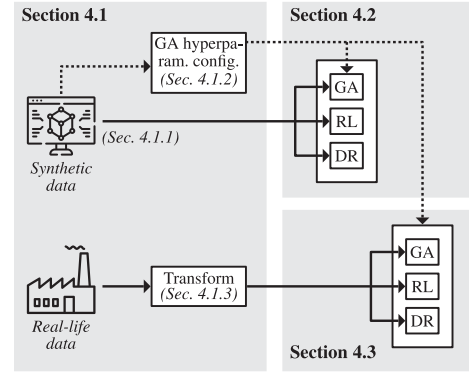 Section 4.1
GA hyperpa-
ram. config.
(Sec. 4.1.2)
(Sec. 4.1.1)
Synthetic
data
Transform
(Sec. 4.1.3)
Real-life
data
Section 4.2
GA
RL
DR
GA
RL
DR
Section 4.3